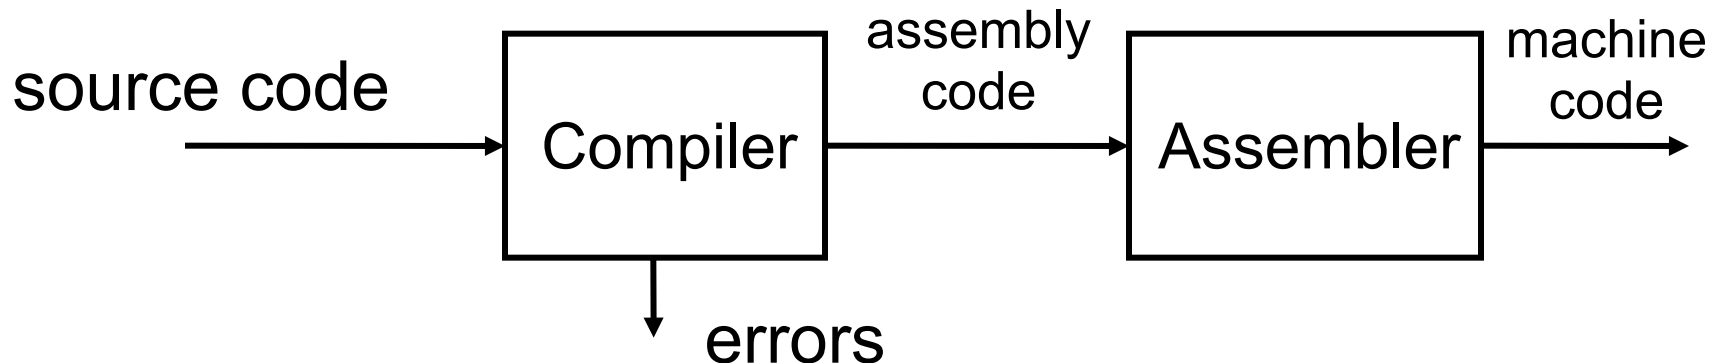 source code
Compiler
assembly
code
Assembler
machine
code
errors